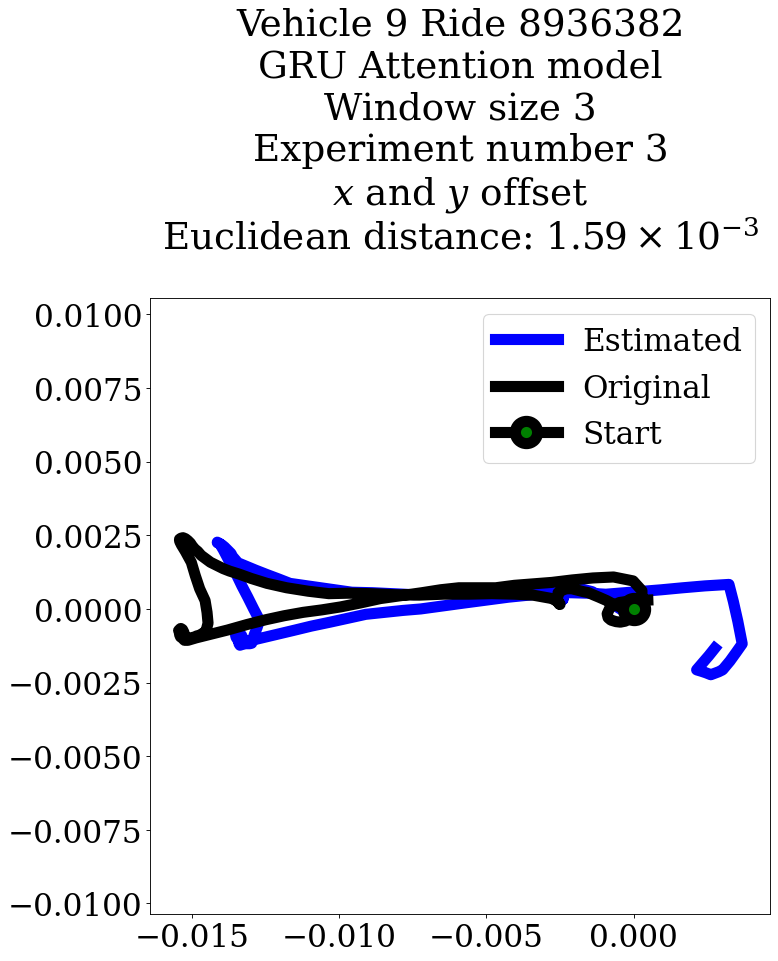 Vehicle 9 Ride 8936382
GRU Attention model
Window size 3
Experiment number 3
x and y offset
Euclidean distance: 1.59 × 10⁻³
0.0100
0.0075
0.0050
0.0025
0.0000
−0.0025
−0.0050
−0.0075
−0.0100
Estimated
Original
Start
−0.015
−0.010
−0.005
0.000